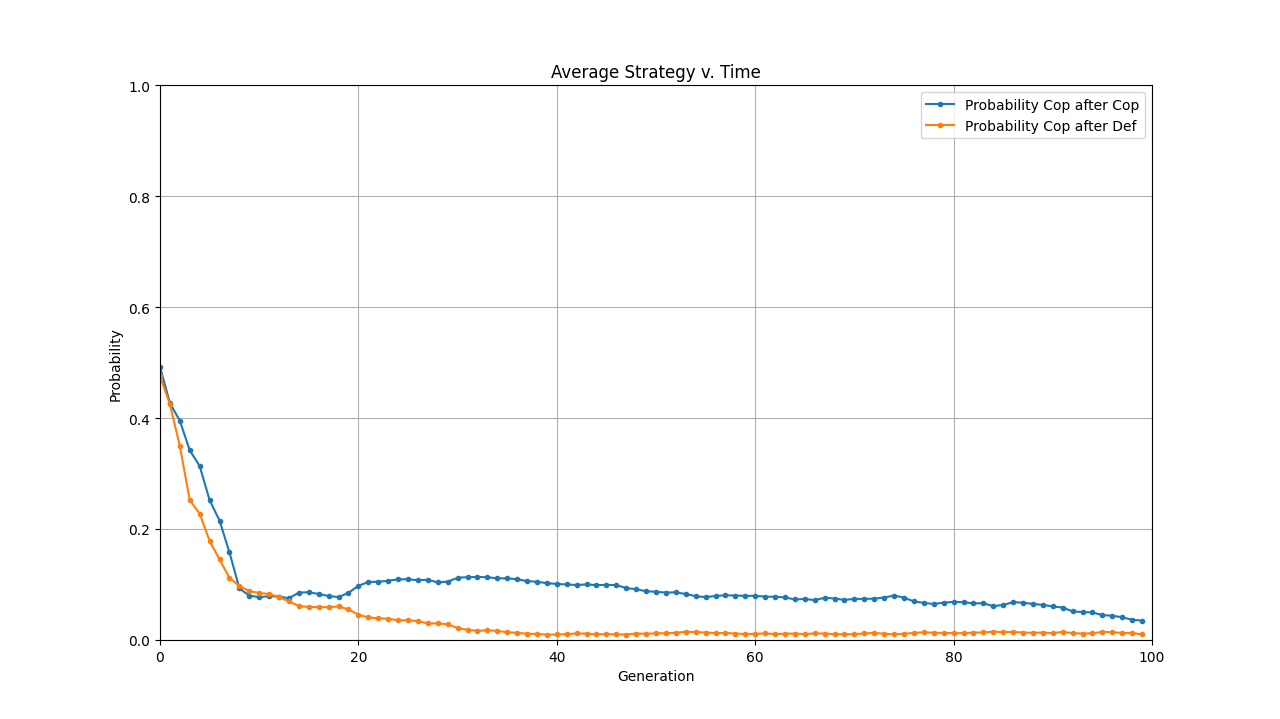 Average Strategy v. Time
Probability Cop after Cop
Probability Cop after Def
1.0
0.8
0.6
0.4
0.2
0.0
Probability
0
20
40
60
80
100
Generation